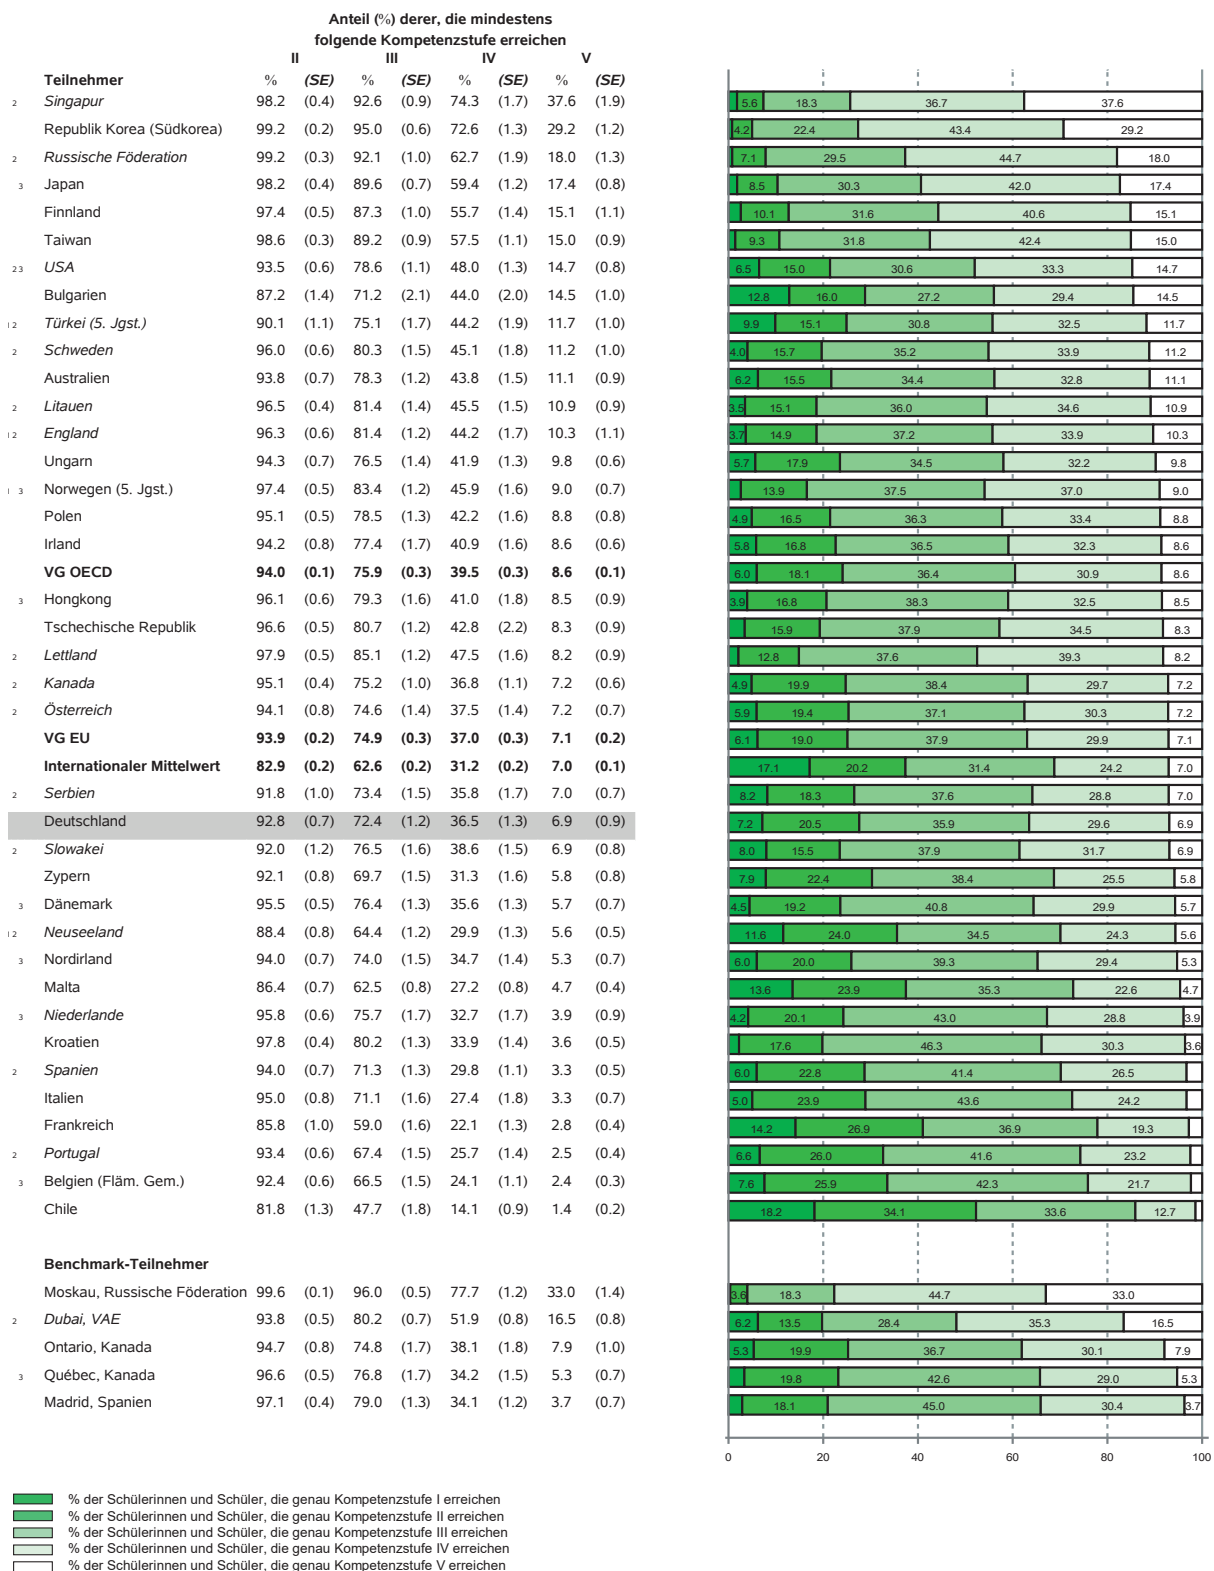 Anteil (%) derer, die mindestens
folgende Kompetenzstufe erreichen
II III IV V
Teilnehmer % (SE) % (SE) % (SE) % (SE)
2 Singapur 98.2 (0.4) 92.6 (0.9) 74.3 (1.7) 37.6 (1.9) 5.6 18.3 36.7 37.6
Republik Korea (Südkorea) 99.2 (0.2) 95.0 (0.6) 72.6 (1.3) 29.2 (1.2) 4.2 22.4 43.4 29.2
2 Russische Föderation 99.2 (0.3) 92.1 (1.0) 62.7 (1.9) 18.0 (1.3) 7.1 29.5 44.7 18.0
3 Japan 98.2 (0.4) 89.6 (0.7) 59.4 (1.2) 17.4 (0.8) 8.5 30.3 42.0 17.4
Finnland 97.4 (0.5) 87.3 (1.0) 55.7 (1.4) 15.1 (1.1) 10.1 31.6 40.6 15.1
Taiwan 98.6 (0.3) 89.2 (0.9) 57.5 (1.1) 15.0 (0.9) 9.3 31.8 42.4 15.0
2 3 USA 93.5 (0.6) 78.6 (1.1) 48.0 (1.3) 14.7 (0.8) 6.5 15.0 30.6 33.3 14.7
Bulgarien 87.2 (1.4) 71.2 (2.1) 44.0 (2.0) 14.5 (1.0) 12.8 16.0 27.2 29.4 14.5
2 Türkei (5. Jgst.) 90.1 (1.1) 75.1 (1.7) 44.2 (1.9) 11.7 (1.0) 9.9 15.1 30.8 32.5 11.7
2 Schweden 96.0 (0.6) 80.3 (1.5) 45.1 (1.8) 11.2 (1.0) 4.0 15.7 35.2 33.9 11.2
Australien 93.8 (0.7) 78.3 (1.2) 43.8 (1.5) 11.1 (0.9) 6.2 15.5 34.4 32.8 11.1
2 Litauen 96.5 (0.4) 81.4 (1.4) 45.5 (1.5) 10.9 (0.9) 3.5 15.1 36.0 34.6 10.9
2 England 96.3 (0.6) 81.4 (1.2) 44.2 (1.7) 10.3 (1.1) 3.7 14.9 37.2 33.9 10.3
Ungarn 94.3 (0.7) 76.5 (1.4) 41.9 (1.3) 9.8 (0.6) 5.7 17.9 34.5 32.2 9.8
3 Norwegen (5. Jgst.) 97.4 (0.5) 83.4 (1.2) 45.9 (1.6) 9.0 (0.7) 13.9 37.5 37.0 9.0
Polen 95.1 (0.5) 78.5 (1.3) 42.2 (1.6) 8.8 (0.8) 4.9 16.5 36.3 33.4 8.8
Irland 94.2 (0.8) 77.4 (1.7) 40.9 (1.6) 8.6 (0.6) 5.8 16.8 36.5 32.3 8.6
VG OECD 94.0 (0.1) 75.9 (0.3) 39.5 (0.3) 8.6 (0.1) 6.0 18.1 36.4 30.9 8.6
3 Hongkong 96.1 (0.6) 79.3 (1.6) 41.0 (1.8) 8.5 (0.9) 3.9 16.8 38.3 32.5 8.5
Tschechische Republik 96.6 (0.5) 80.7 (1.2) 42.8 (2.2) 8.3 (0.9) 15.9 37.9 34.5 8.3
2 Lettland 97.9 (0.5) 85.1 (1.2) 47.5 (1.6) 8.2 (0.9) 12.8 37.6 39.3 8.2
2 Kanada 95.1 (0.4) 75.2 (1.0) 36.8 (1.1) 7.2 (0.6) 4.9 19.9 38.4 29.7 7.2
2 Österreich 94.1 (0.8) 74.6 (1.4) 37.5 (1.4) 7.2 (0.7) 5.9 19.4 37.1 30.3 7.2
VG EU 93.9 (0.2) 74.9 (0.3) 37.0 (0.3) 7.1 (0.2) 6.1 19.0 37.9 29.9 7.1
Internationaler Mittelwert 82.9 (0.2) 62.6 (0.2) 31.2 (0.2) 7.0 (0.1) 17.1 20.2 31.4 24.2 7.0
2 Serbien 91.8 (1.0) 73.4 (1.5) 35.8 (1.7) 7.0 (0.7) 8.2 18.3 37.6 28.8 7.0
Deutschland 92.8 (0.7) 72.4 (1.2) 36.5 (1.3) 6.9 (0.9) 7.2 20.5 35.9 29.6 6.9
2 Slowakei 92.0 (1.2) 76.5 (1.6) 38.6 (1.5) 6.9 (0.8) 8.0 15.5 37.9 31.7 6.9
Zypern 92.1 (0.8) 69.7 (1.5) 31.3 (1.6) 5.8 (0.8) 7.9 22.4 38.4 25.5 5.8
3 Dänemark 95.5 (0.5) 76.4 (1.3) 35.6 (1.3) 5.7 (0.7) 4.5 19.2 40.8 29.9 5.7
2 Neuseeland 88.4 (0.8) 64.4 (1.2) 29.9 (1.3) 5.6 (0.5) 11.6 24.0 34.5 24.3 5.6
3 Nordirland 94.0 (0.7) 74.0 (1.5) 34.7 (1.4) 5.3 (0.7) 6.0 20.0 39.3 29.4 5.3
Malta 86.4 (0.7) 62.5 (0.8) 27.2 (0.8) 4.7 (0.4) 13.6 23.9 35.3 22.6 4.7
3 Niederlande 95.8 (0.6) 75.7 (1.7) 32.7 (1.7) 3.9 (0.9) 4.2 20.1 43.0 28.8 3.9
Kroatien 97.8 (0.4) 80.2 (1.3) 33.9 (1.4) 3.6 (0.5) 17.6 46.3 30.3 3.6
2 Spanien 94.0 (0.7) 71.3 (1.3) 29.8 (1.1) 3.3 (0.5) 6.0 22.8 41.4 26.5
Italien 95.0 (0.8) 71.1 (1.6) 27.4 (1.8) 3.3 (0.7) 5.0 23.9 43.6 24.2
Frankreich 85.8 (1.0) 59.0 (1.6) 22.1 (1.3) 2.8 (0.4) 14.2 26.9 36.9 19.3
2 Portugal 93.4 (0.6) 67.4 (1.5) 25.7 (1.4) 2.5 (0.4) 6.6 26.0 41.6 23.2
3 Belgien (Fläm. Gem.) 92.4 (0.6) 66.5 (1.5) 24.1 (1.1) 2.4 (0.3) 7.6 25.9 42.3 21.7
Chile 81.8 (1.3) 47.7 (1.8) 14.1 (0.9) 1.4 (0.2) 18.2 34.1 33.6 12.7
Benchmark-Teilnehmer
Moskau, Russische Föderation 99.6 (0.1) 96.0 (0.5) 77.7 (1.2) 33.0 (1.4) 3.6 18.3 44.7 33.0
2 Dubai, VAE 93.8 (0.5) 80.2 (0.7) 51.9 (0.8) 16.5 (0.8) 6.2 13.5 28.4 35.3 16.5
Ontario, Kanada 94.7 (0.8) 74.8 (1.7) 38.1 (1.8) 7.9 (1.0) 5.3 19.9 36.7 30.1 7.9
3 Québec, Kanada 96.6 (0.5) 76.8 (1.7) 34.2 (1.5) 5.3 (0.7) 19.8 42.6 29.0 5.3
Madrid, Spanien 97.1 (0.4) 79.0 (1.3) 34.1 (1.2) 3.7 (0.7) 18.1 45.0 30.4 3.7
0 20 40 60 80 100
% der Schülerinnen und Schüler, die genau Kompetenzstufe I erreichen
% der Schülerinnen und Schüler, die genau Kompetenzstufe II erreichen
% der Schülerinnen und Schüler, die genau Kompetenzstufe III erreichen
% der Schülerinnen und Schüler, die genau Kompetenzstufe IV erreichen
% der Schülerinnen und Schüler, die genau Kompetenzstufe V erreichen